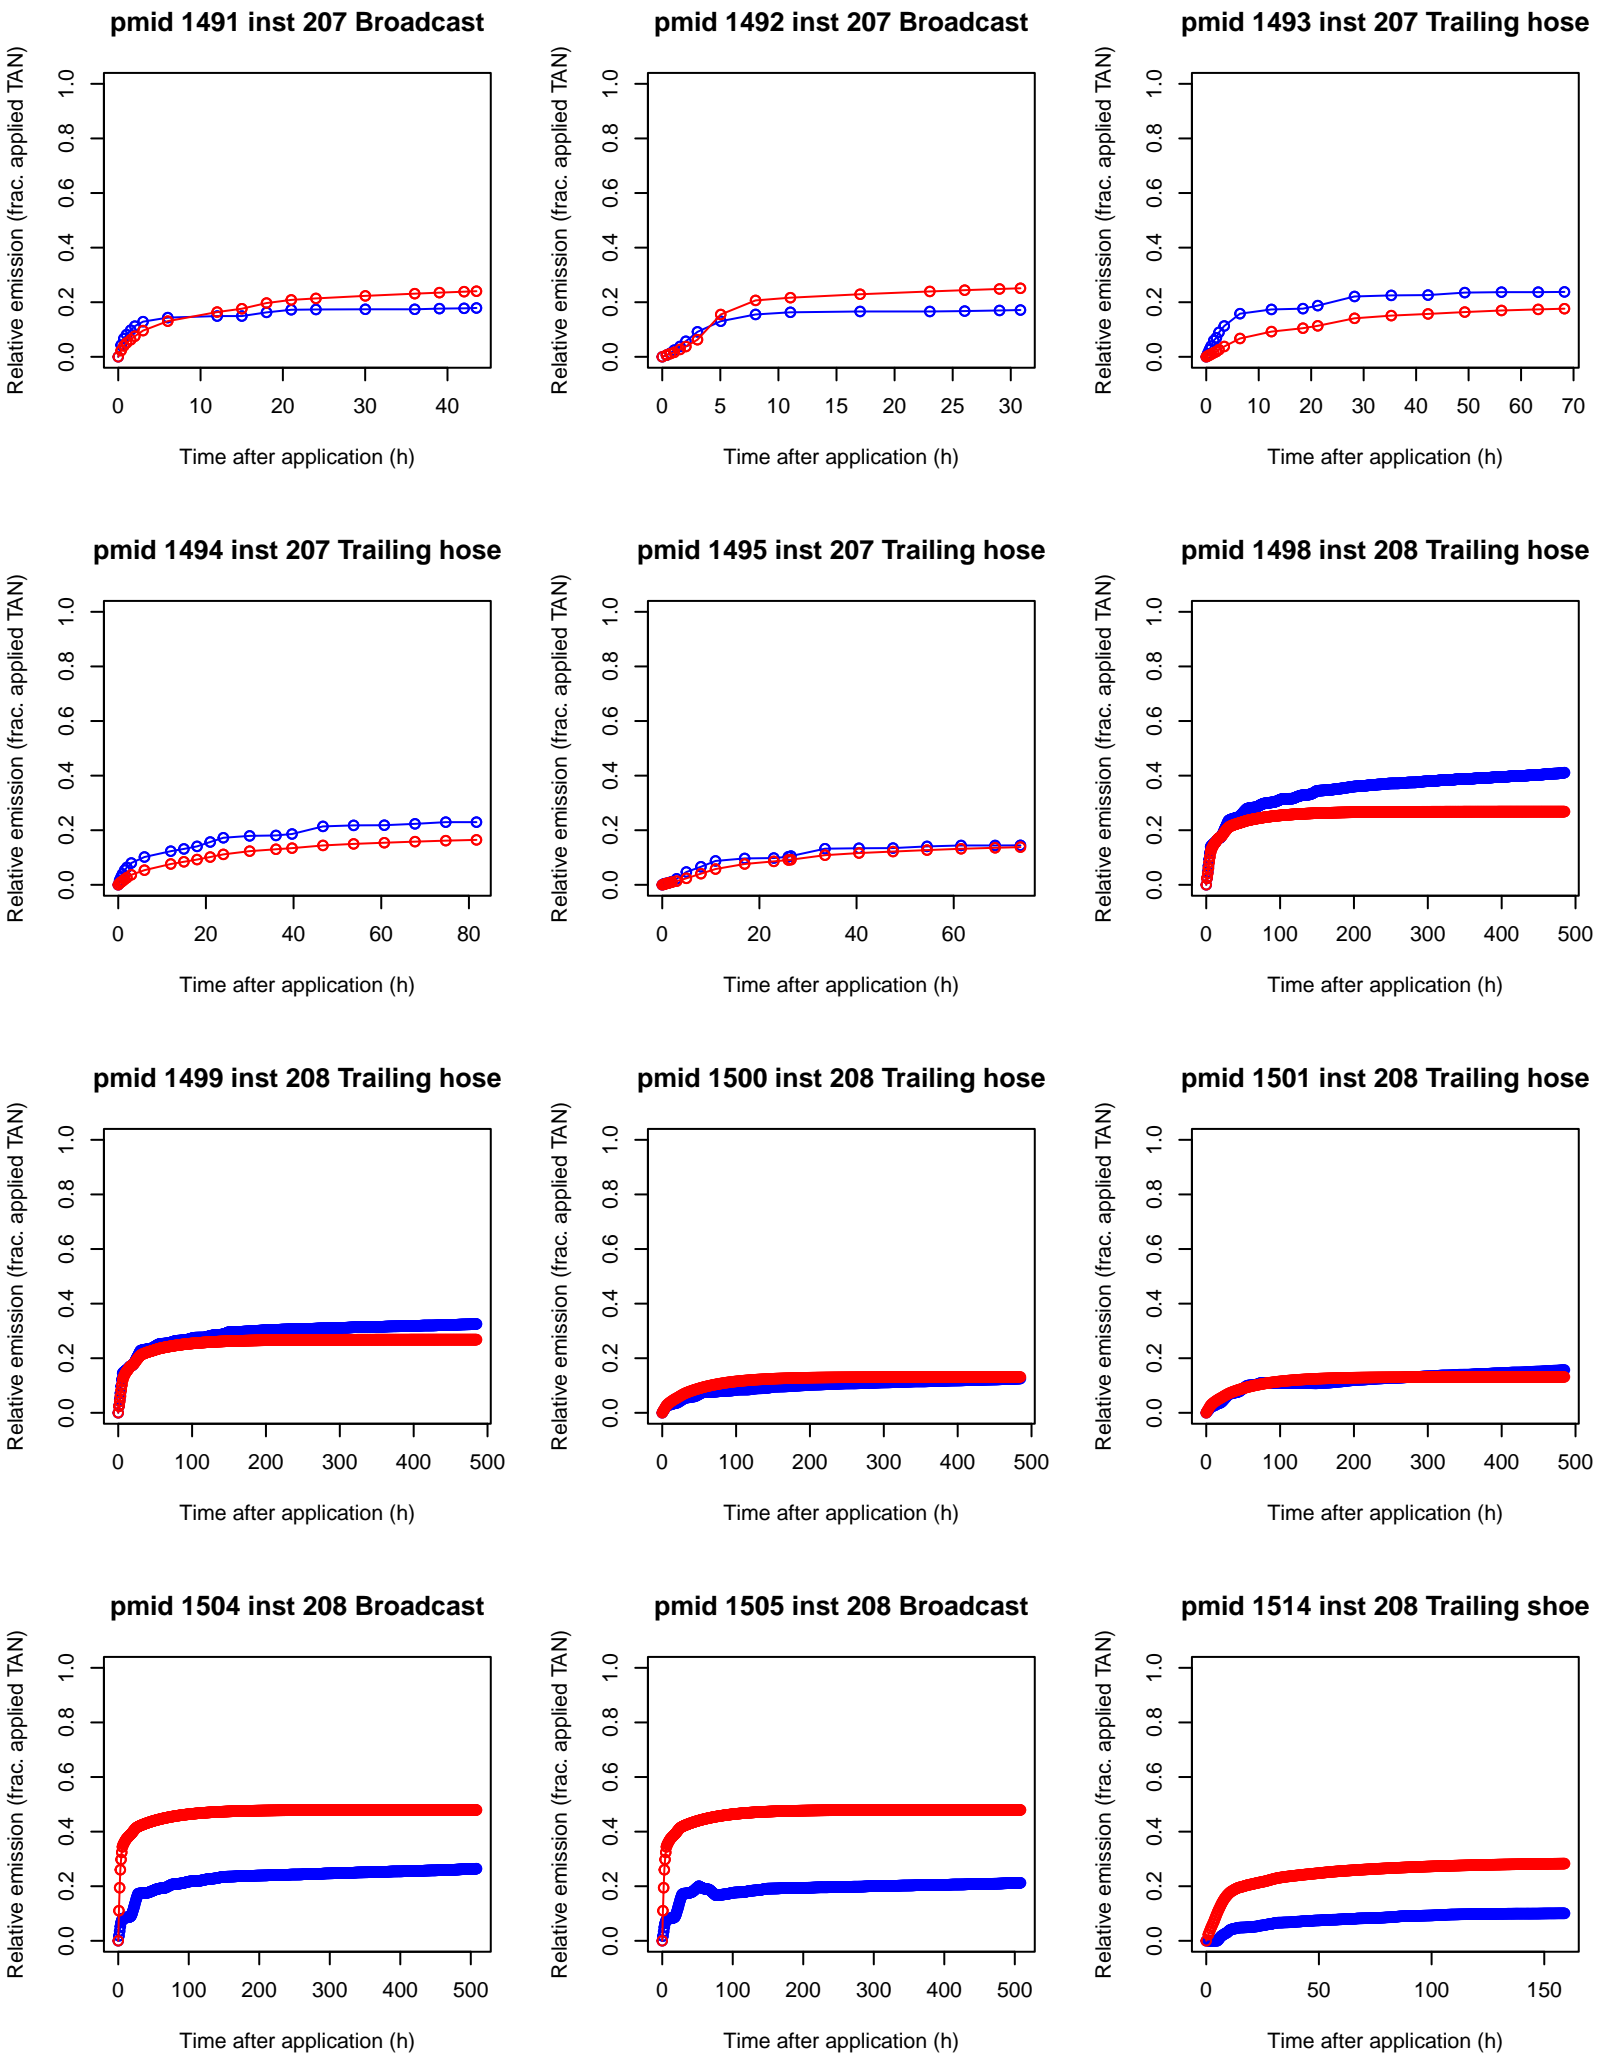 pmid 1491 inst 207 Broadcast
Relative emission (frac. applied TAN)
1.0
0.8
0.6
0.4
0.2
0.0
0 10 20 30 40
Time after application (h)
pmid 1492 inst 207 Broadcast
Relative emission (frac. applied TAN)
1.0
0.8
0.6
0.4
0.2
0.0
0 5 10 15 20 25 30
Time after application (h)
pmid 1493 inst 207 Trailing hose
Relative emission (frac. applied TAN)
1.0
0.8
0.6
0.4
0.2
0.0
0 10 20 30 40 50 60 70
Time after application (h)
pmid 1494 inst 207 Trailing hose
Relative emission (frac. applied TAN)
1.0
0.8
0.6
0.4
0.2
0.0
0 20 40 60 80
Time after application (h)
pmid 1495 inst 207 Trailing hose
Relative emission (frac. applied TAN)
1.0
0.8
0.6
0.4
0.2
0.0
0 20 40 60
Time after application (h)
pmid 1498 inst 208 Trailing hose
Relative emission (frac. applied TAN)
1.0
0.8
0.6
0.4
0.2
0.0
0 100 200 300 400 500
Time after application (h)
pmid 1499 inst 208 Trailing hose
Relative emission (frac. applied TAN)
1.0
0.8
0.6
0.4
0.2
0.0
0 100 200 300 400 500
Time after application (h)
pmid 1500 inst 208 Trailing hose
Relative emission (frac. applied TAN)
1.0
0.8
0.6
0.4
0.2
0.0
0 100 200 300 400 500
Time after application (h)
pmid 1501 inst 208 Trailing hose
Relative emission (frac. applied TAN)
1.0
0.8
0.6
0.4
0.2
0.0
0 100 200 300 400 500
Time after application (h)
pmid 1504 inst 208 Broadcast
Relative emission (frac. applied TAN)
1.0
0.8
0.6
0.4
0.2
0.0
0 100 200 300 400 500
Time after application (h)
pmid 1505 inst 208 Broadcast
Relative emission (frac. applied TAN)
1.0
0.8
0.6
0.4
0.2
0.0
0 100 200 300 400 500
Time after application (h)
pmid 1514 inst 208 Trailing shoe
Relative emission (frac. applied TAN)
1.0
0.8
0.6
0.4
0.2
0.0
0 50 100 150
Time after application (h)